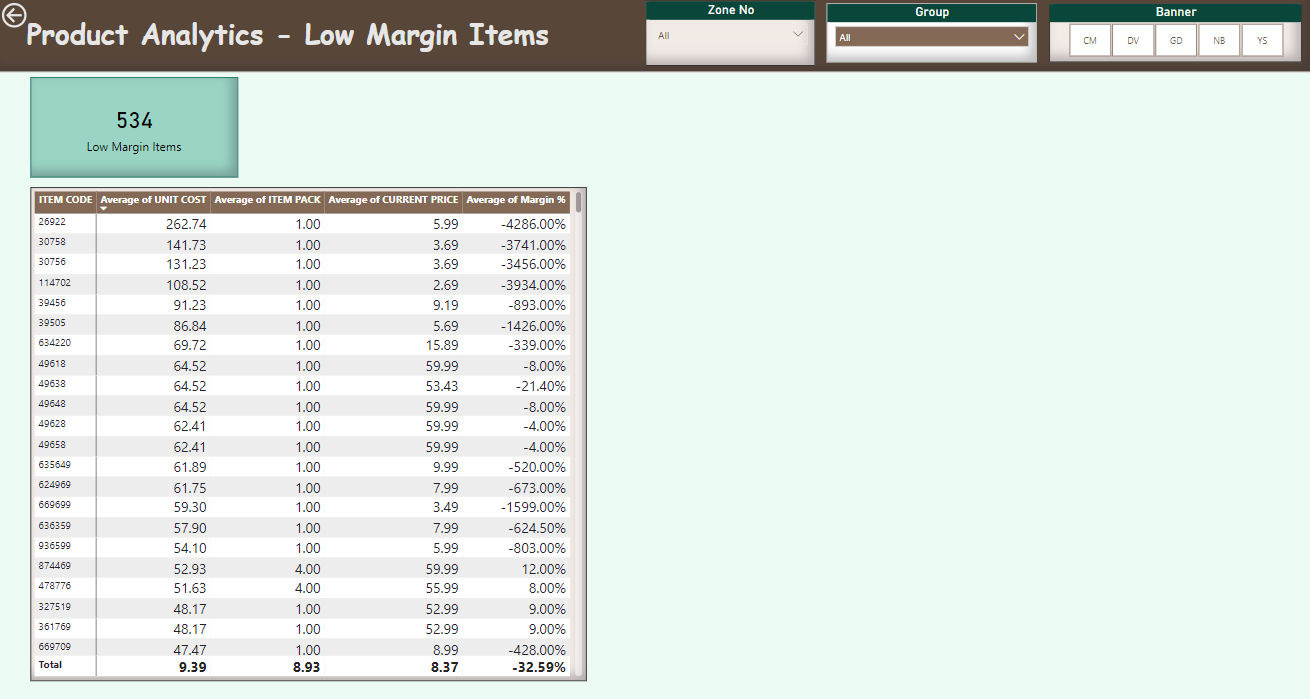 Product Analytics - Low Margin Items
Zone No
All
Group
All
Banner
CM DV GD NB YS
534
Low Margin Items
ITEM CODE Average of UNIT COST Average of ITEM PACK Average of CURRENT PRICE Average of Margin %
26922 262.74 1.00 5.99 -4286.00%
30758 141.73 1.00 3.69 -3741.00%
30756 131.23 1.00 3.69 -3456.00%
114702 108.52 1.00 2.69 -3934.00%
39456 91.23 1.00 9.19 -893.00%
39505 86.84 1.00 5.69 -1426.00%
634220 69.72 1.00 15.89 -339.00%
49618 64.52 1.00 59.99 -8.00%
49638 64.52 1.00 53.43 -21.40%
49648 64.52 1.00 59.99 -8.00%
49628 62.41 1.00 59.99 -4.00%
49658 62.41 1.00 59.99 -4.00%
635649 61.89 1.00 9.99 -520.00%
624969 61.75 1.00 7.99 -673.00%
669699 59.30 1.00 3.49 -1599.00%
636359 57.90 1.00 7.99 -624.50%
936599 54.10 1.00 5.99 -803.00%
874469 52.93 4.00 59.99 12.00%
478776 51.63 4.00 55.99 8.00%
327519 48.17 1.00 52.99 9.00%
361769 48.17 1.00 52.99 9.00%
669709 47.47 1.00 8.99 -428.00%
Total 9.39 8.93 8.37 -32.59%